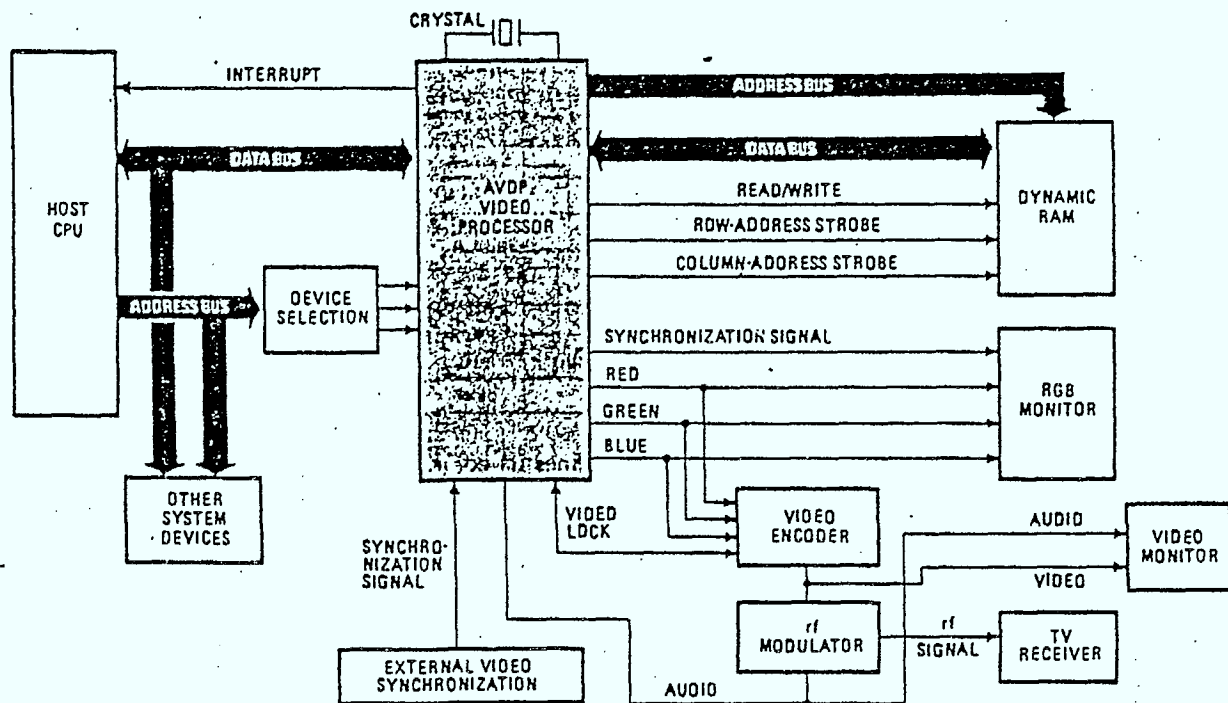 CRYSTAL
INTERRUPT
ADDRESS BUS
DATA BUS
DATA BUS
HOST
CPU
AVDP
VIDEO
PROCESSOR
READ/WRITE
ROW-ADDRESS STROBE
COLUMN-ADDRESS STROBE
DYNAMIC
RAM
ADDRESS BUS
DEVICE
SELECTION
SYNCHRONIZATION SIGNAL
RED
GREEN
BLUE
RGB
MONITOR
OTHER
SYSTEM
DEVICES
SYNCHRO-
NIZATION
SIGNAL
VIDEO
LOCK
VIDEO
ENCODER
AUDIO
VIDEO
VIDEO
MONITOR
rf
MODULATOR
rf
SIGNAL
TV
RECEIVER
EXTERNAL VIDEO
SYNCHRONIZATION
AUDIO